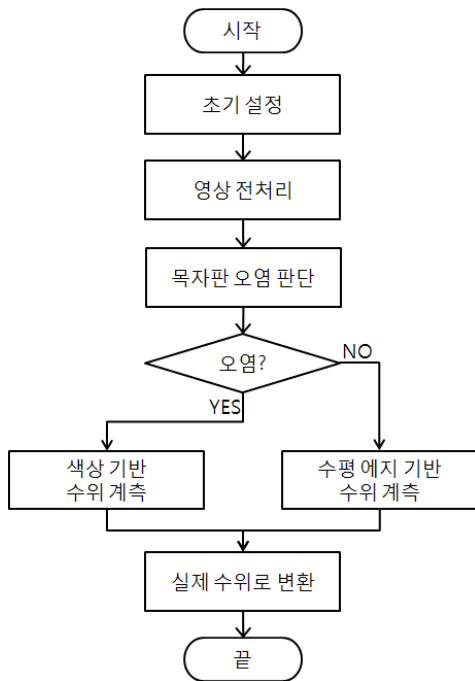 시작
초기 설정
영상 전처리
목자판 오염 판단
오염?
NO
YES
색상 기반
수위 계측
수평 에지 기반
수위 계측
실제 수위로 변환
끝